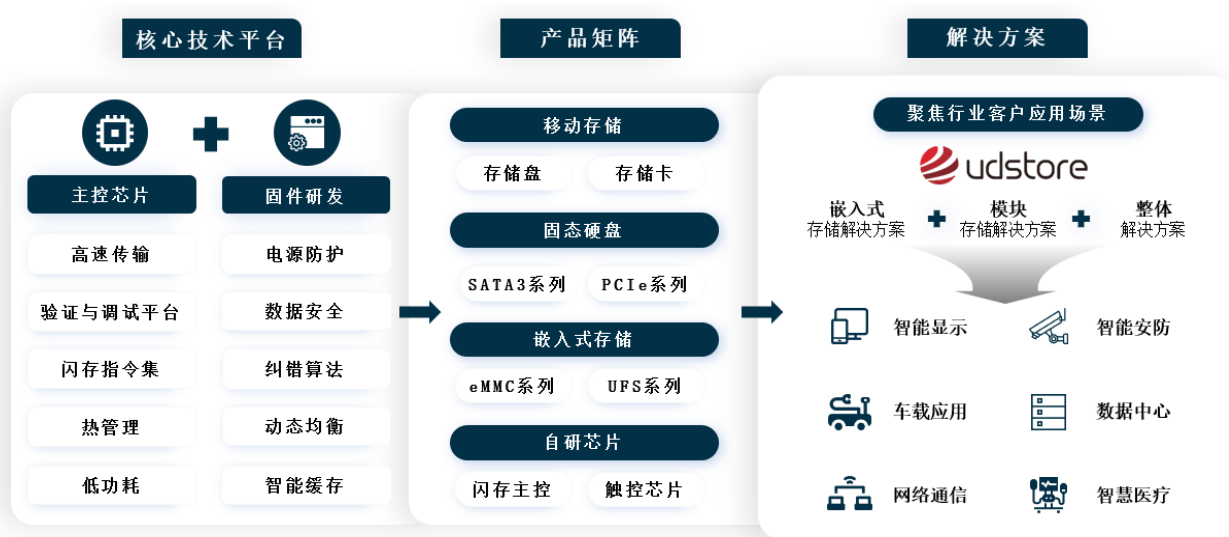 核心技术平台
主控芯片
高速传输
验证与调试平台
闪存指令集
热管理
低功耗
固件研发
电源防护
数据安全
纠错算法
动态均衡
智能缓存
产品矩阵
移动存储
存储盘
存储卡
固态硬盘
SATA3系列
PCIe系列
嵌入式存储
eMMC系列
UFS系列
自研芯片
闪存主控
触控芯片
解决方案
聚焦行业客户应用场景
udstore
嵌入式
存储解决方案
模块
存储解决方案
整体
解决方案
智能显示
智能安防
车载应用
数据中心
网络通信
智慧医疗